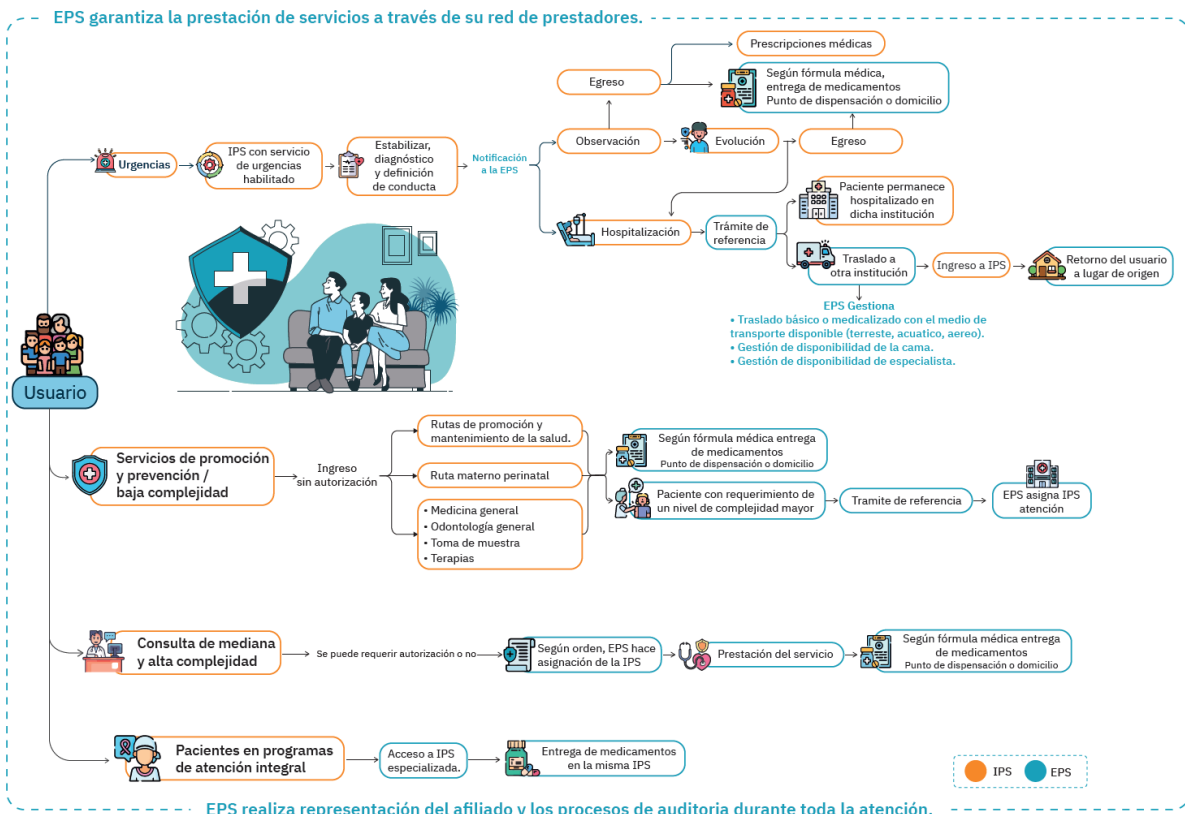 EPS garantiza la prestación de servicios a través de su red de prestadores.
Prescripciones médicas
Egreso
Según fórmula médica,
entrega de medicamentos
Punto de dispensación o domicilio
Urgencias
IPS con servicio
de urgencias
habilitado
Estabilizar,
diagnóstico
y definición
de conducta
Notificación
a la EPS
Observación
Evolución
Egreso
Hospitalización
Trámite de
referencia
Paciente permanece
hospitalizado en
dicha institución
Traslado a
otra institución
Ingreso a IPS
Retorno del usuario
a lugar de origen
EPS Gestiona
• Traslado básico o medicalizado con el medio de
transporte disponible (terreste, acuatico, aereo).
• Gestión de disponibilidad de la cama.
• Gestión de disponibilidad de especialista.
Usuario
Servicios de promoción
y prevención /
baja complejidad
Ingreso
sin autorización
Rutas de promoción y
mantenimiento de la salud.
Ruta materno perinatal
• Medicina general
• Odontología general
• Toma de muestra
• Terapias
Según fórmula médica entrega
de medicamentos
Punto de dispensación o domicilio
Paciente con requerimiento de
un nivel de complejidad mayor
Tramite de referencia
EPS asigna IPS
atención
Consulta de mediana
y alta complejidad
Se puede requerir autorización o no
Según orden, EPS hace
asignación de la IPS
Prestación del servicio
Según fórmula médica entrega
de medicamentos
Punto de dispensación o domicilio
Pacientes en programas
de atención integral
Acceso a IPS
especializada.
Entrega de medicamentos
en la misma IPS
IPS
EPS
EPS realiza representación del afiliado y los procesos de auditoria durante toda la atención.